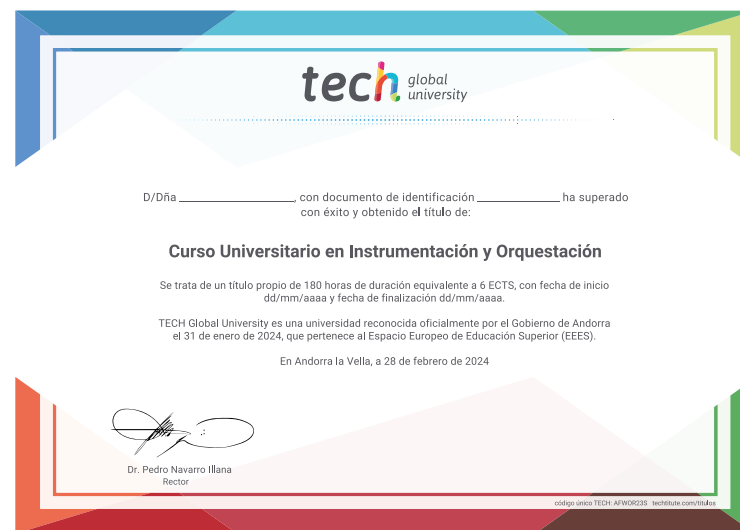 tech global
university
D/Dña ____________, con documento de identificación ____________ ha superado
con éxito y obtenido el título de:
Curso Universitario en Instrumentación y Orquestación
Se trata de un título propio de 180 horas de duración equivalente a 6 ECTS, con fecha de inicio
dd/mm/aaaa y fecha de finalización dd/mm/aaaa.
TECH Global University es una universidad reconocida oficialmente por el Gobierno de Andorra
el 31 de enero de 2024, que pertenece al Espacio Europeo de Educación Superior (EEES).
En Andorra la Vella, a 28 de febrero de 2024
Dr. Pedro Navarro Illana
Rector
código único TECH: AFWOR23S techtitute.com/titulos